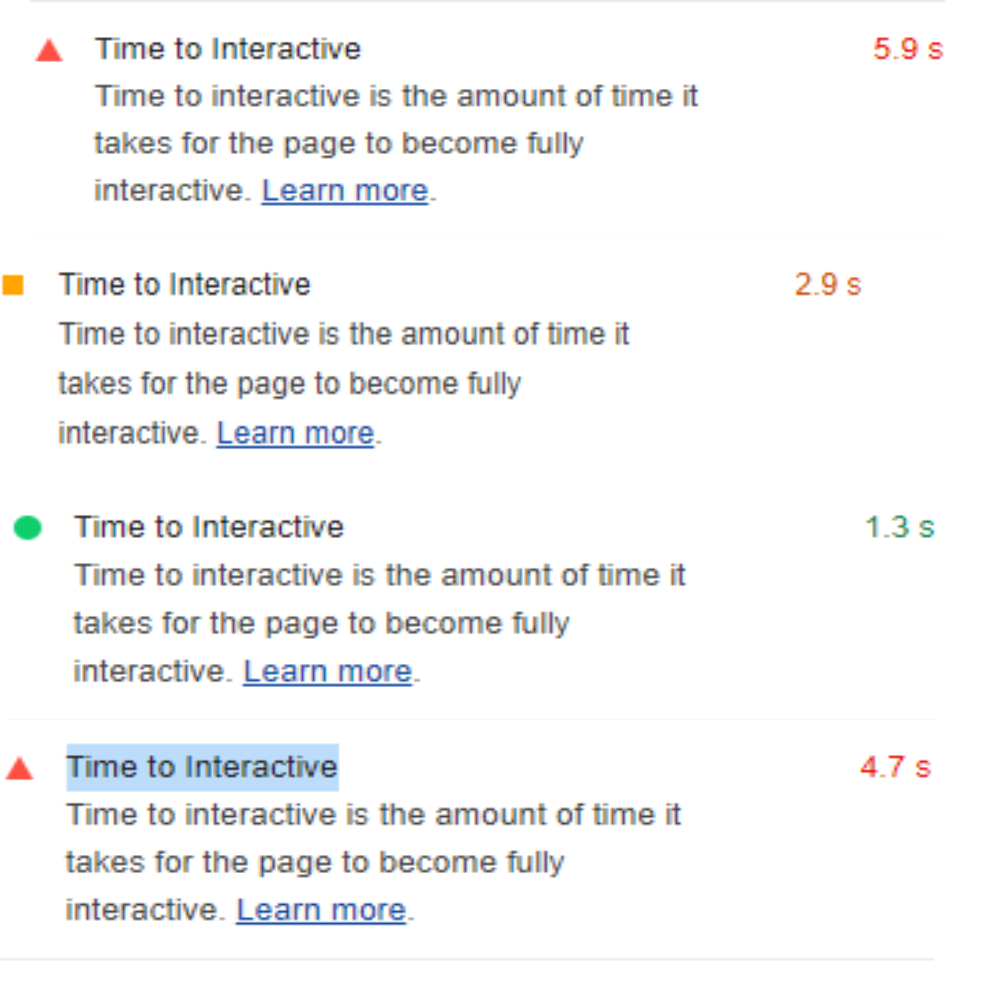 Time to Interactive 5.9 s
Time to interactive is the amount of time it
takes for the page to become fully
interactive. Learn more.
Time to Interactive 2.9 s
Time to interactive is the amount of time it
takes for the page to become fully
interactive. Learn more.
Time to Interactive 1.3 s
Time to interactive is the amount of time it
takes for the page to become fully
interactive. Learn more.
Time to Interactive 4.7 s
Time to interactive is the amount of time it
takes for the page to become fully
interactive. Learn more.